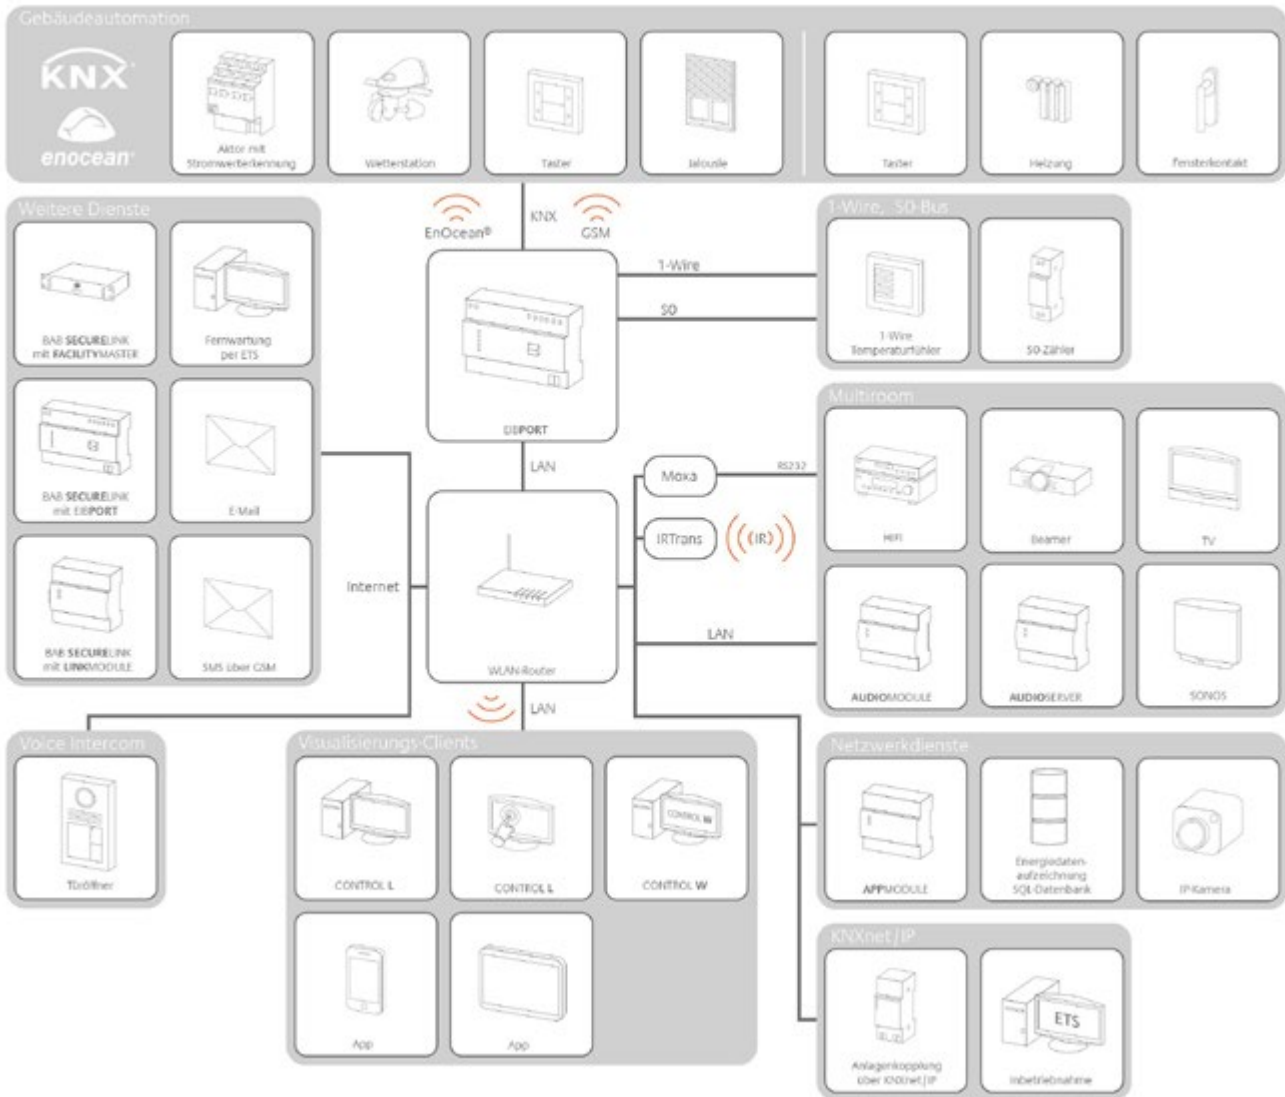 Gebäudeautomation
KNX®
enocean®
Aktor mit
Stromwerterkennung
Wetterstation
Taster
Jalousie
Taster
Heizung
Fensterkontakt
Weitere Dienste
BAB SECURELINK
mit FACILITYMASTER
Fernwartung
per ETS
BAB SECURELINK
mit EIBPORT
E-Mail
BAB SECURELINK
mit LINKMODULE
SMS über GSM
EnOcean®
KNX
GSM
EIBPORT
LAN
Internet
WLAN-Router
LAN
1-Wire
S0
1-Wire, S0-Bus
1-Wire
Temperaturfühler
S0-Zähler
Moxa
RS232
IRTrans
(IR)
LAN
Multiroom
HIFI
Beamer
TV
AUDIOMODULE
AUDIOSERVER
SONOS
Voice Intercom
Türöffner
Visualisierungs-Clients
CONTROL L
CONTROL L
CONTROL W
CONTROL W
App
App
Netzwerkdienste
APPMODULE
Energiedaten-
aufzeichnung
SQL-Datenbank
IP-Kamera
KNXnet/IP
Anlagenkopplung
über KNXnet/IP
ETS
Inbetriebnahme